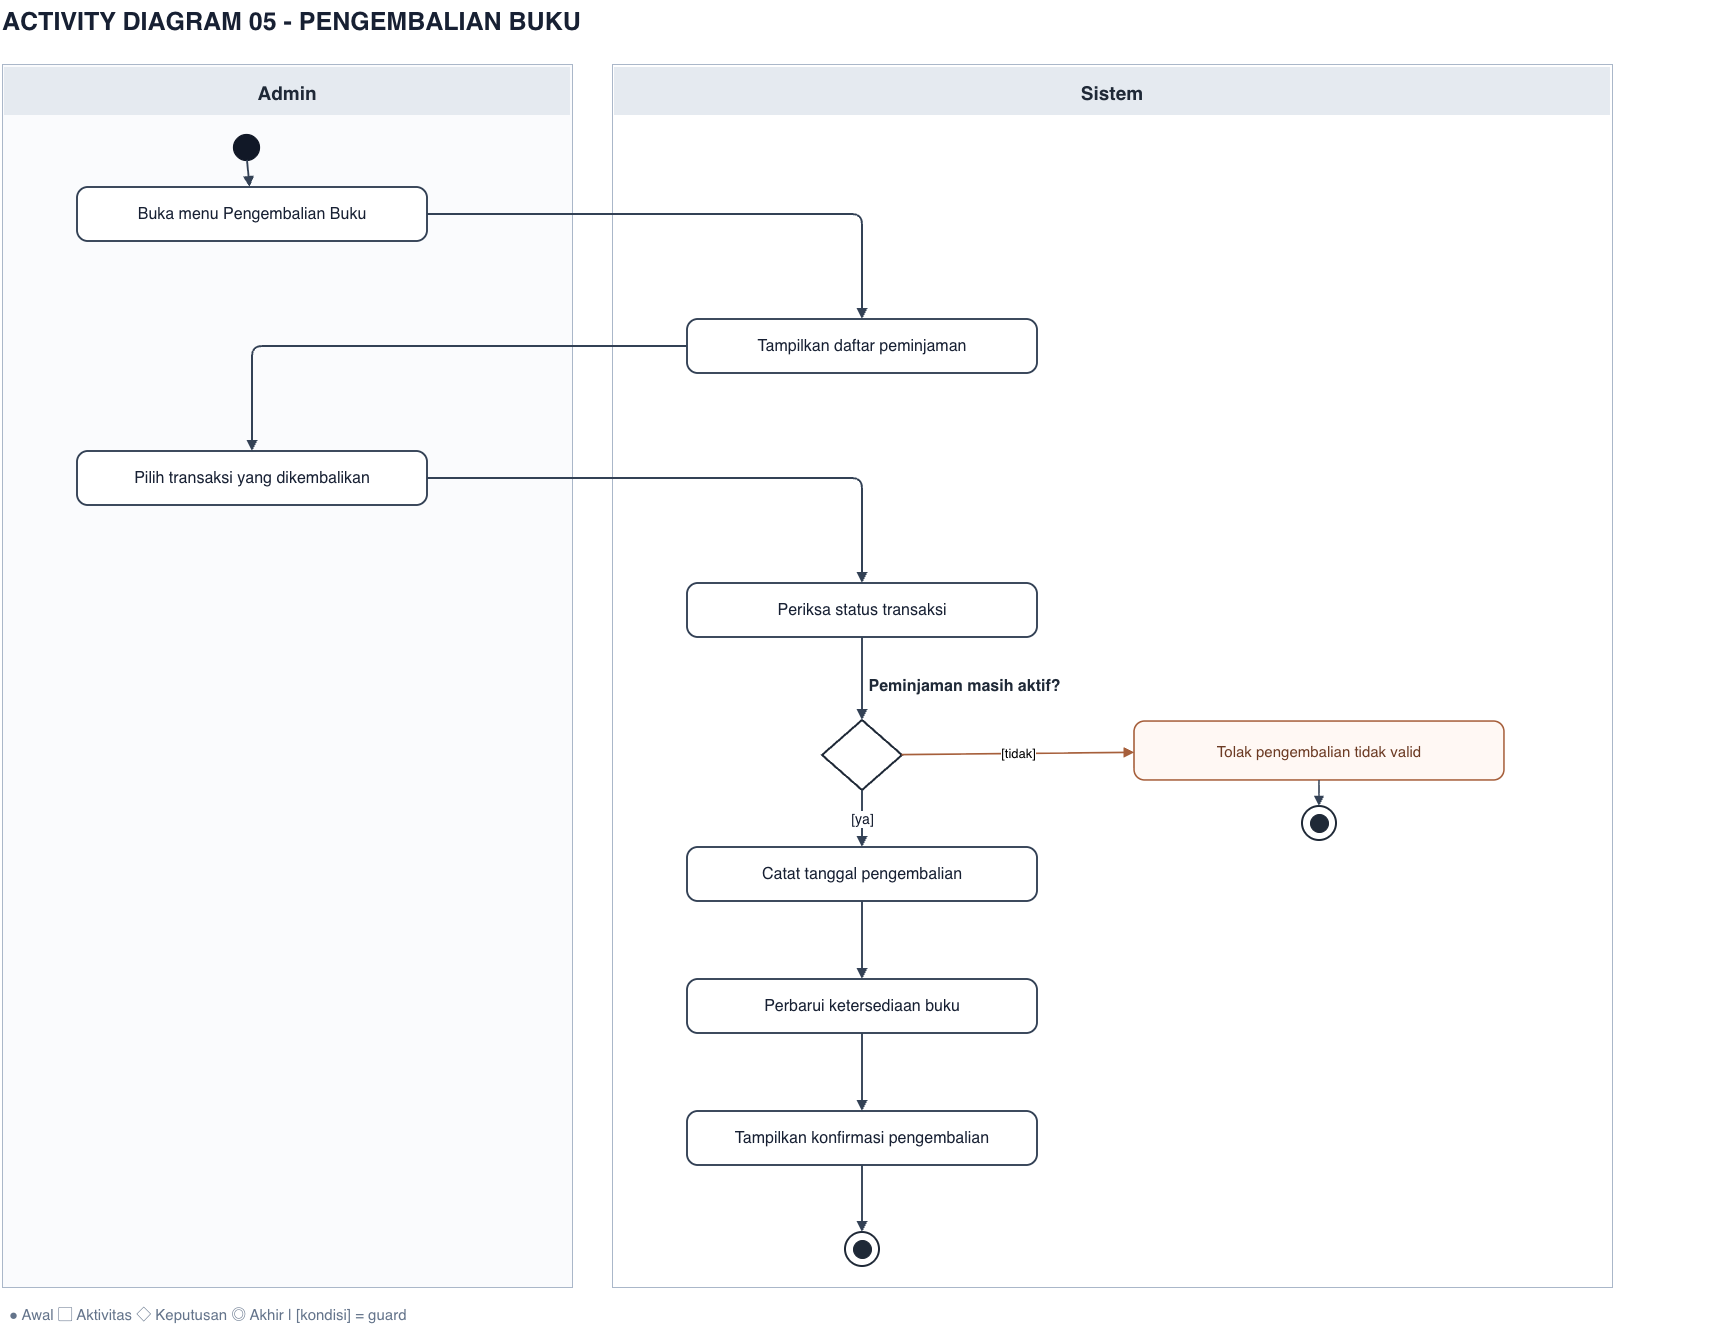 ACTIVITY DIAGRAM 05 - PENGEMBALIAN BUKU
Admin
Sistem
Buka menu Pengembalian Buku
Tampilkan daftar peminjaman
Pilih transaksi yang dikembalikan
Periksa status transaksi
Peminjaman masih aktif?
[tidak]
Tolak pengembalian tidak valid
[ya]
Catat tanggal pengembalian
Perbarui ketersediaan buku
Tampilkan konfirmasi pengembalian
● Awal □ Aktivitas ◇ Keputusan ◎ Akhir | [kondisi] = guard